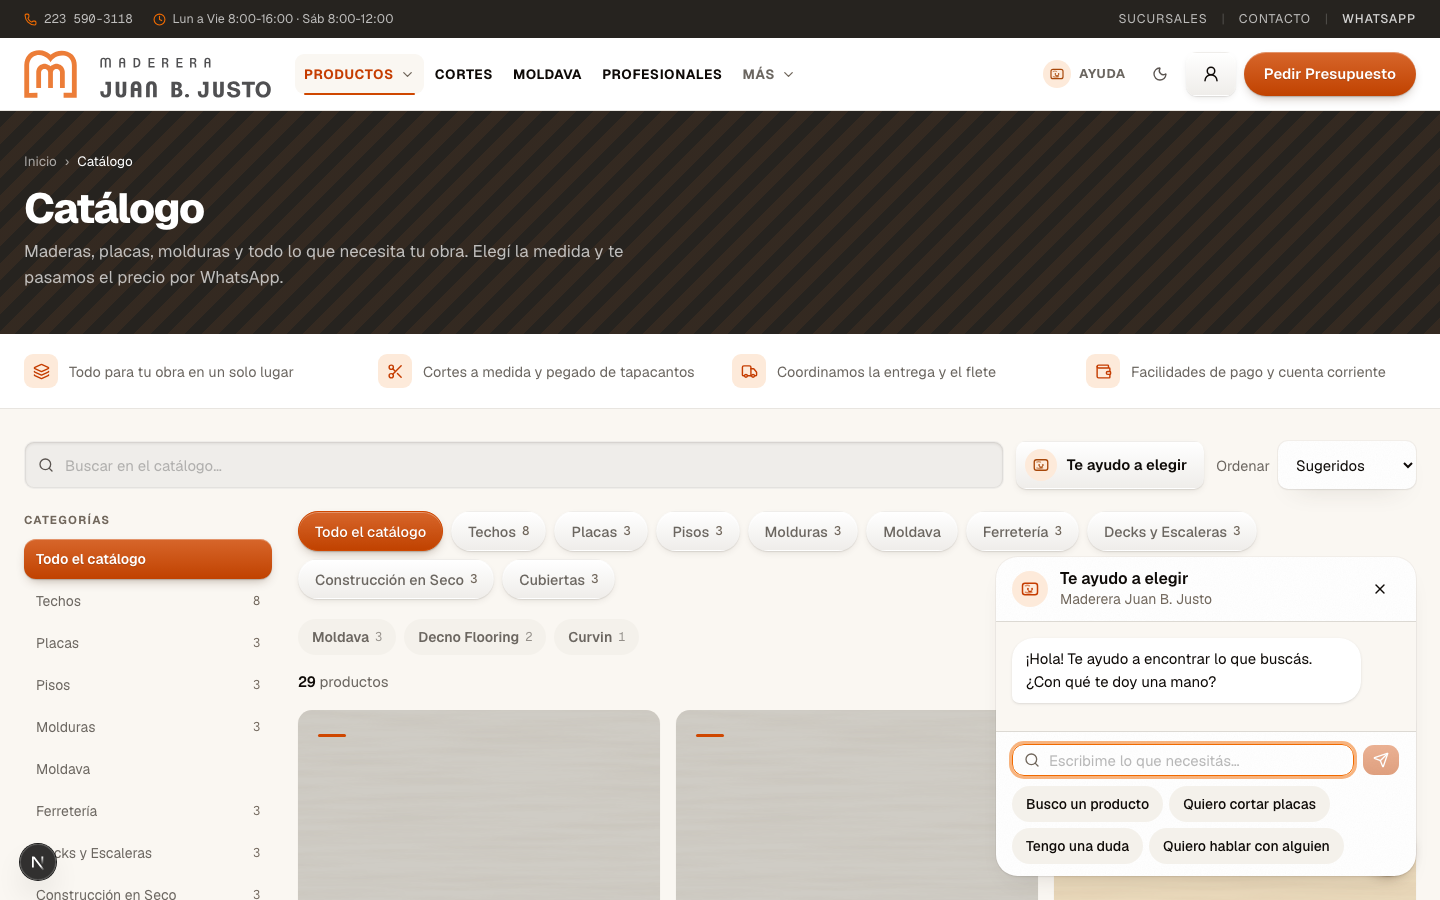 223 590-3118
Lun a Vie 8:00-16:00 · Sáb 8:00-12:00
SUCURSALES
CONTACTO
WHATSAPP
MADERERA
JUAN B. JUSTO
PRODUCTOS
CORTES
MOLDAVA
PROFESIONALES
MÁS
AYUDA
Pedir Presupuesto
Inicio › Catálogo
Catálogo
Maderas, placas, molduras y todo lo que necesita tu obra. Elegí la medida y te
pasamos el precio por WhatsApp.
Todo para tu obra en un solo lugar
Cortes a medida y pegado de tapacantos
Coordinamos la entrega y el flete
Facilidades de pago y cuenta corriente
Buscar en el catálogo...
Te ayudo a elegir
Ordenar
Sugeridos
CATEGORÍAS
Todo el catálogo
Techos 8
Placas 3
Pisos 3
Molduras 3
Moldava
Ferretería 3
cks y Escaleras 3
Construcción en Seco 3
Todo el catálogo
Techos 8
Placas 3
Pisos 3
Molduras 3
Moldava
Ferretería 3
Decks y Escaleras 3
Construcción en Seco 3
Cubiertas 3
Moldava 3
Decno Flooring 2
Curvin 1
29 productos
Te ayudo a elegir
Maderera Juan B. Justo
¡Hola! Te ayudo a encontrar lo que buscás.
¿Con qué te doy una mano?
Escribime lo que necesitás...
Busco un producto
Quiero cortar placas
Tengo una duda
Quiero hablar con alguien
N